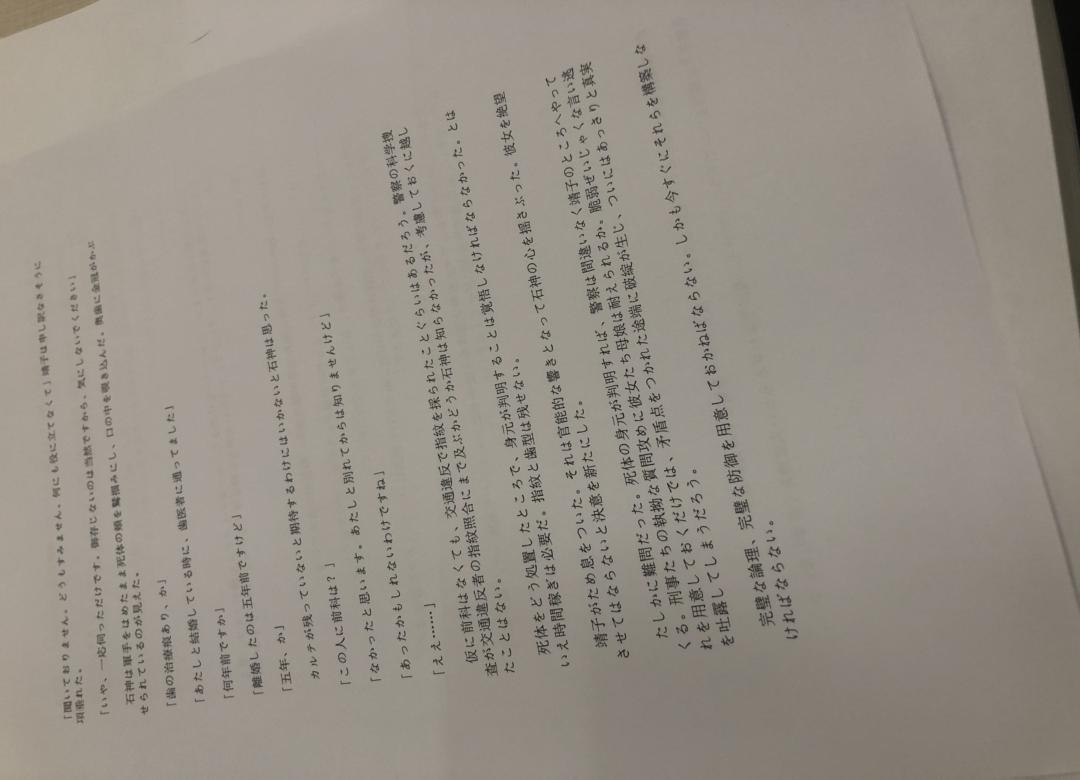 「聞いておりません。どうもすみません。何にも役に立てなくて」靖子は申し訳なさそうに
項垂れた。
「いや、一応伺っただけです。御存じないのは当然ですから、気にしないでください」
石神は軍手をはめたまま死体の頬を鷲摑みにし、口の中を覗き込んだ。奥歯に金冠がかぶ
せられているのが見えた。
「歯の治療痕あり、か」
「あたしと結婚している時に、歯医者に通ってました」
「何年前ですか」
「離婚したのは五年前ですけど」
「五年、か」
カルテが残っていないと期待するわけにはいかないと石神は思った。
「この人に前科は？」
「なかったと思います。あたしと別れてからは知りませんけど」
「あったかもしれないわけですね」
「ええ……」
仮に前科はなくても、交通違反で指紋を採られたことぐらいはあるだろう。警察の科学捜
査が交通違反者の指紋照合にまで及ぶかどうか石神は知らなかったが、考慮しておくに越し
たことはない。
死体をどう処置したところで、身元が判明することは覚悟しなければならなかった。とは
いえ時間稼ぎは必要だ。指紋と歯型は残せない。
靖子がため息をついた。それは官能的な響きとなって石神の心を揺さぶった。彼女を絶望
させてはならないと決意を新たにした。
たしかに難問だった。死体の身元が判明すれば、警察は間違いなく靖子のところへやって
くる。刑事たちの執拗な質問攻めに彼女たち母娘は耐えられるか。脆弱ぜいじゃくな言い逃
れを用意しておくだけでは、矛盾点をつかれた途端に破綻が生じ、ついにはあっさりと真実
を吐露してしまうだろう。
完璧な論理、完璧な防御を用意しておかねばならない。しかも今すぐにそれらを構築しな
ければならない。